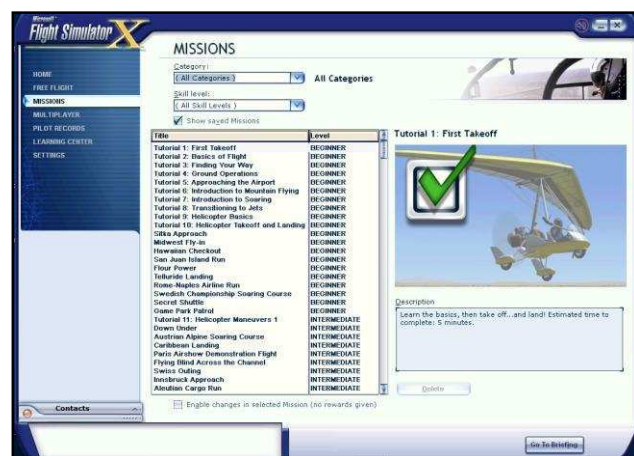 Microsoft
Flight Simulator X
MISSIONS
HOME
FREE FLIGHT
MISSIONS
MULTIPLAYER
PILOT RECORDS
LEARNING CENTER
SETTINGS
Category:
( All Categories )
All Categories
Skill level:
( All Skill Levels )
Show saved Missions
Title Level
Tutorial 1: First Takeoff BEGINNER
Tutorial 2: Basics of Flight BEGINNER
Tutorial 3: Finding Your Way BEGINNER
Tutorial 4: Ground Operations BEGINNER
Tutorial 5: Approaching the Airport BEGINNER
Tutorial 6: Introduction to Mountain Flying BEGINNER
Tutorial 7: Introduction to Soaring BEGINNER
Tutorial 8: Transitioning to Jets BEGINNER
Tutorial 9: Helicopter Basics BEGINNER
Tutorial 10: Helicopter Takeoff and Landing BEGINNER
Sitka Approach BEGINNER
Midwest Fly-in BEGINNER
Hawaiian Checkout BEGINNER
San Juan Island Run BEGINNER
Flour Power BEGINNER
Telluride Landing BEGINNER
Rome-Naples Airline Run BEGINNER
Swedish Championship Soaring Course BEGINNER
Secret Shuttle BEGINNER
Game Park Patrol BEGINNER
Tutorial 11: Helicopter Maneuvers 1 INTERMEDIATE
Down Under INTERMEDIATE
Austrian Alpine Soaring Course INTERMEDIATE
Caribbean Landing INTERMEDIATE
Paris Airshow Demonstration Flight INTERMEDIATE
Flying Blind Across the Channel INTERMEDIATE
Swiss Outing INTERMEDIATE
Innsbruck Approach INTERMEDIATE
Aleutian Cargo Run INTERMEDIATE
Tutorial 1: First Takeoff
Description
Learn the basics, then take off...and land! Estimated time to
complete: 5 minutes.
Delete
Enable changes in selected Mission (no rewards given)
Contacts
Go To Briefing